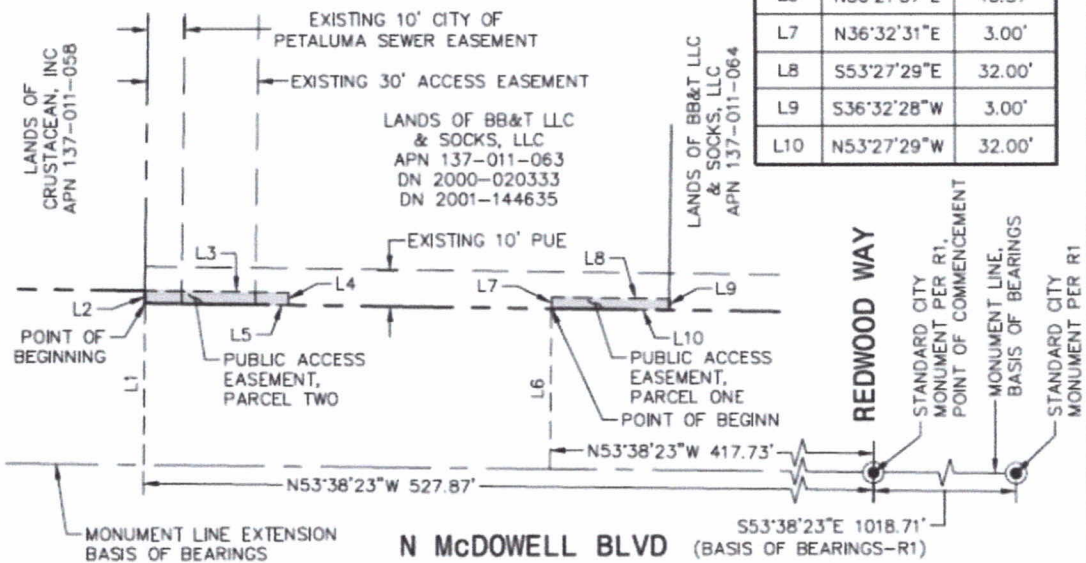 EXISTING 10' CITY OF
PETALUMA SEWER EASEMENT
EXISTING 30' ACCESS EASEMENT
LANDS OF
CRUSTACEAN, INC
APN 137-011-058
LANDS OF BB&T LLC
& SOCKS, LLC
APN 137-011-063
DN 2000-020333
DN 2001-144635
LANDS OF BB&T LLC
& SOCKS, LLC
APN 137-011-064
L7 N36°32'31"E 3.00'
L8 S53°27'29"E 32.00'
L9 S36°32'28"W 3.00'
L10 N53°27'29"W 32.00'
EXISTING 10' PUE
L3
L4
L2
L5
L8
L7
L9
L10
POINT OF
BEGINNING
PUBLIC ACCESS
EASEMENT,
PARCEL TWO
PUBLIC ACCESS
EASEMENT,
PARCEL ONE
POINT OF BEGINN
L1
L6
REDWOOD WAY
STANDARD CITY
MONUMENT PER R1,
POINT OF COMMENCEMENT
MONUMENT LINE,
BASIS OF BEARINGS
STANDARD CITY
MONUMENT PER R1
N53°38'23"W 417.73'
N53°38'23"W 527.87'
S53°38'23"E 1018.71'
(BASIS OF BEARINGS-R1)
MONUMENT LINE EXTENSION
BASIS OF BEARINGS
N McDOWELL BLVD